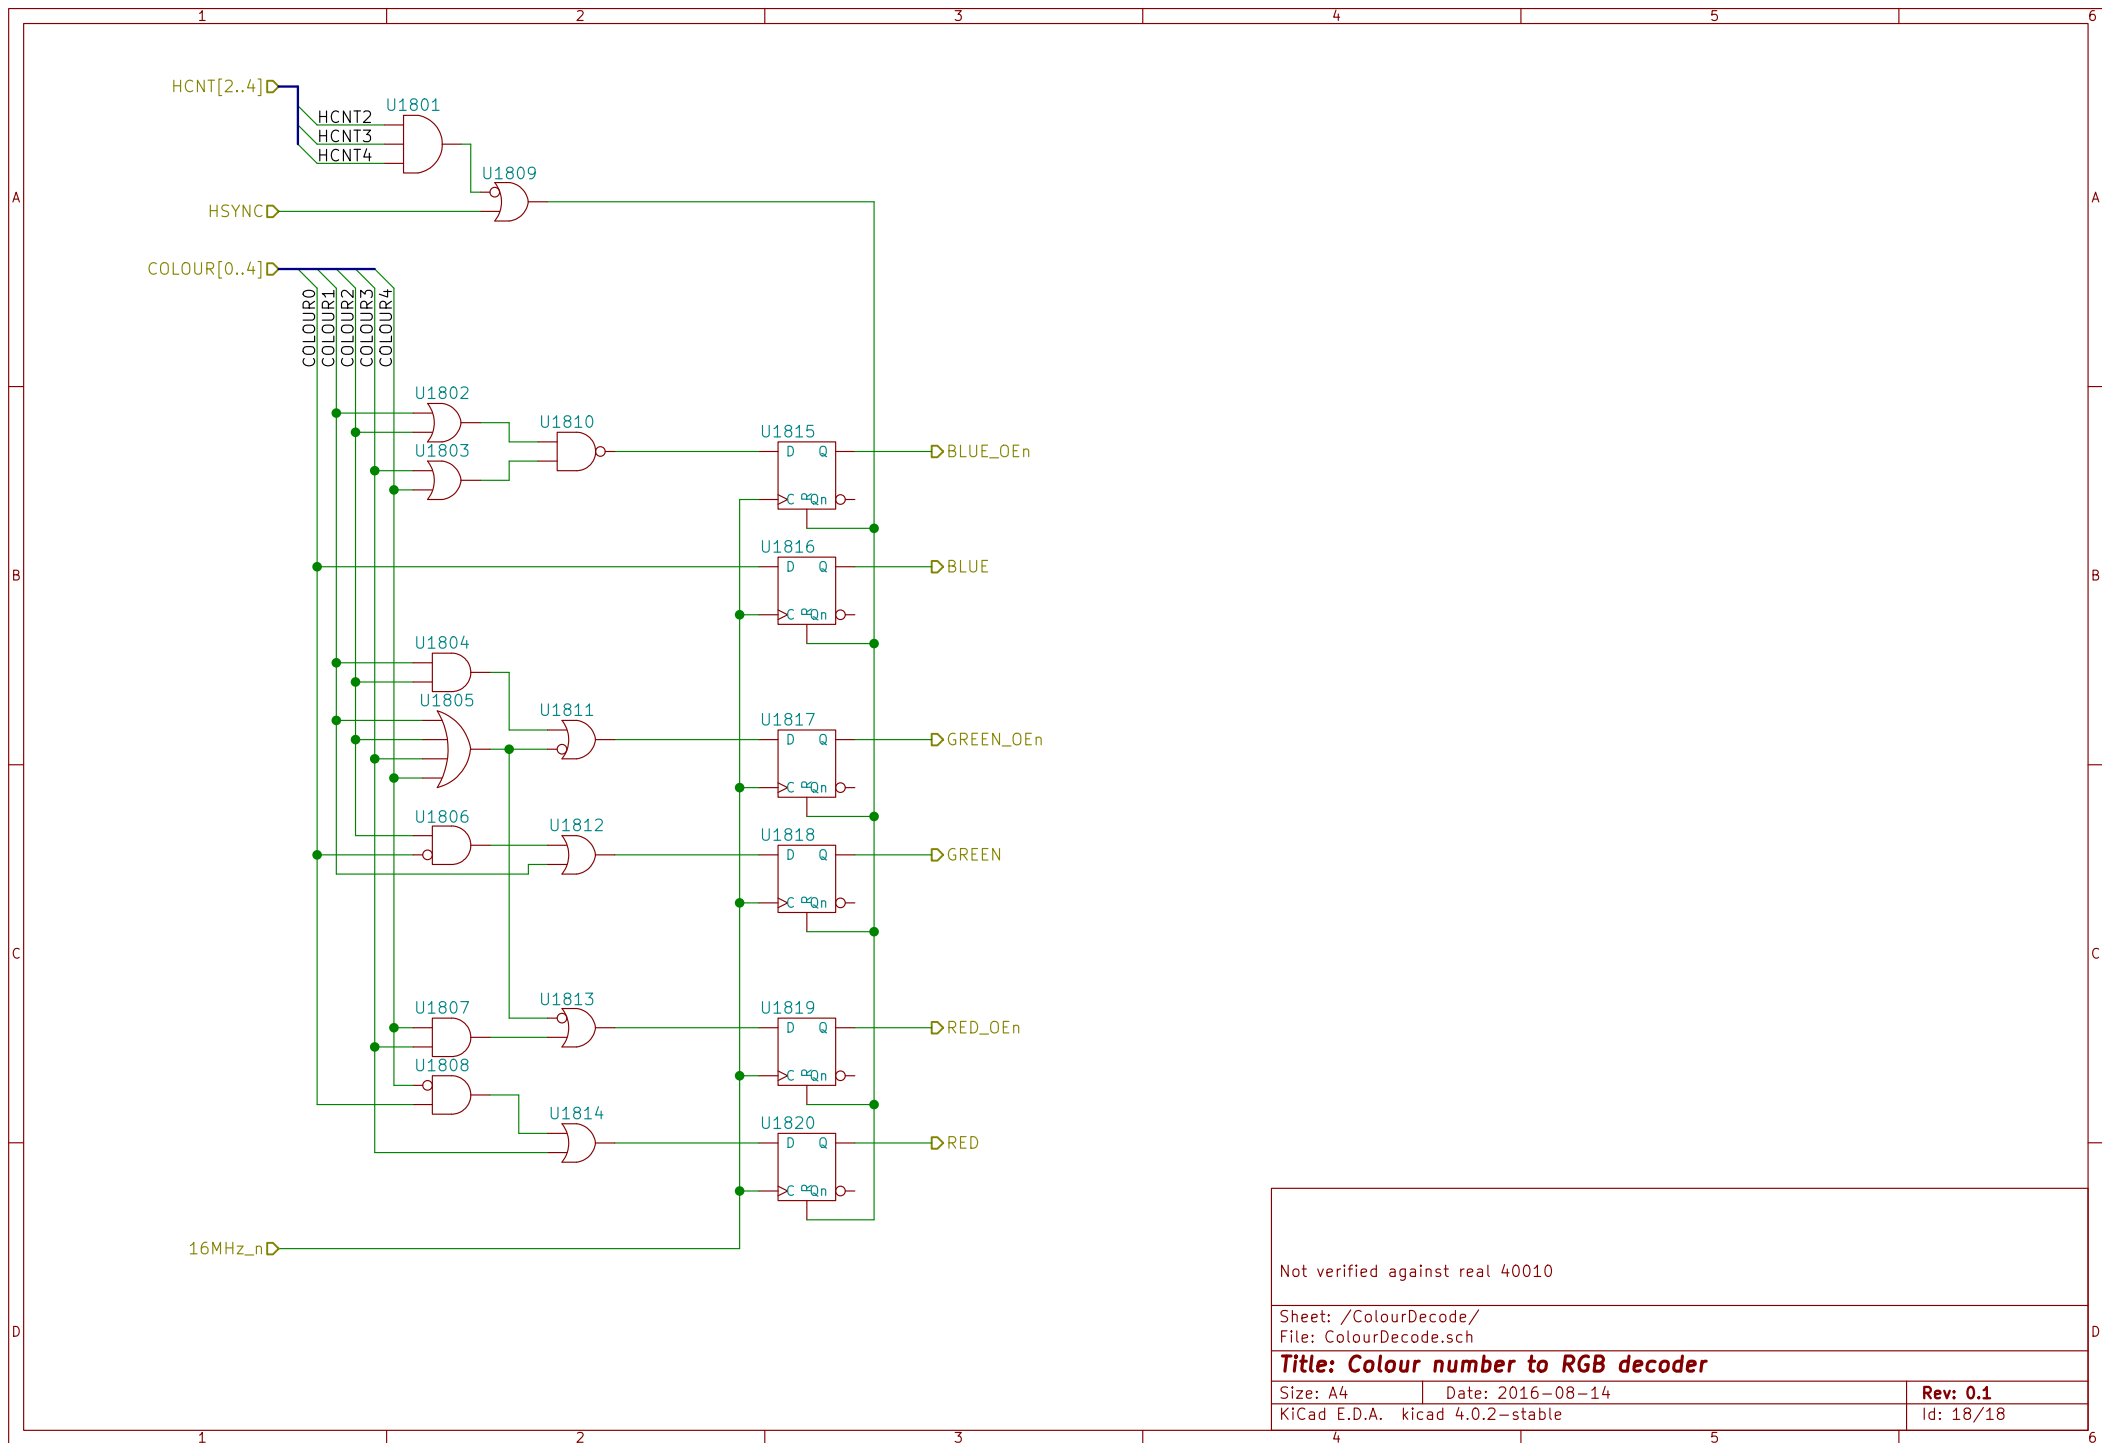 1 2 3 4 5 6
HCNT[2..4]
U1801
HCNT2
HCNT3
HCNT4
U1809
A A
HSYNC
COLOUR[0..4]
COLOUR0
COLOUR1
COLOUR2
COLOUR3
COLOUR4
U1802
U1810
U1815
U1803
D Q BLUE_OEn
C R Qn
U1816
D Q BLUE
B B
C R Qn
U1804
U1805
U1811
U1817
D Q GREEN_OEn
C R Qn
U1806
U1812
U1818
D Q GREEN
C R Qn
C C
U1807
U1813
U1819
D Q RED_OEn
U1808
C R Qn
U1814
U1820
D Q RED
C R Qn
16MHz_n
Not verified against real 40010
Sheet: /ColourDecode/
File: ColourDecode.sch
D D
Title: Colour number to RGB decoder
Size: A4 Date: 2016-08-14 Rev: 0.1
KiCad E.D.A. kicad 4.0.2-stable Id: 18/18
1 2 3 4 5 6